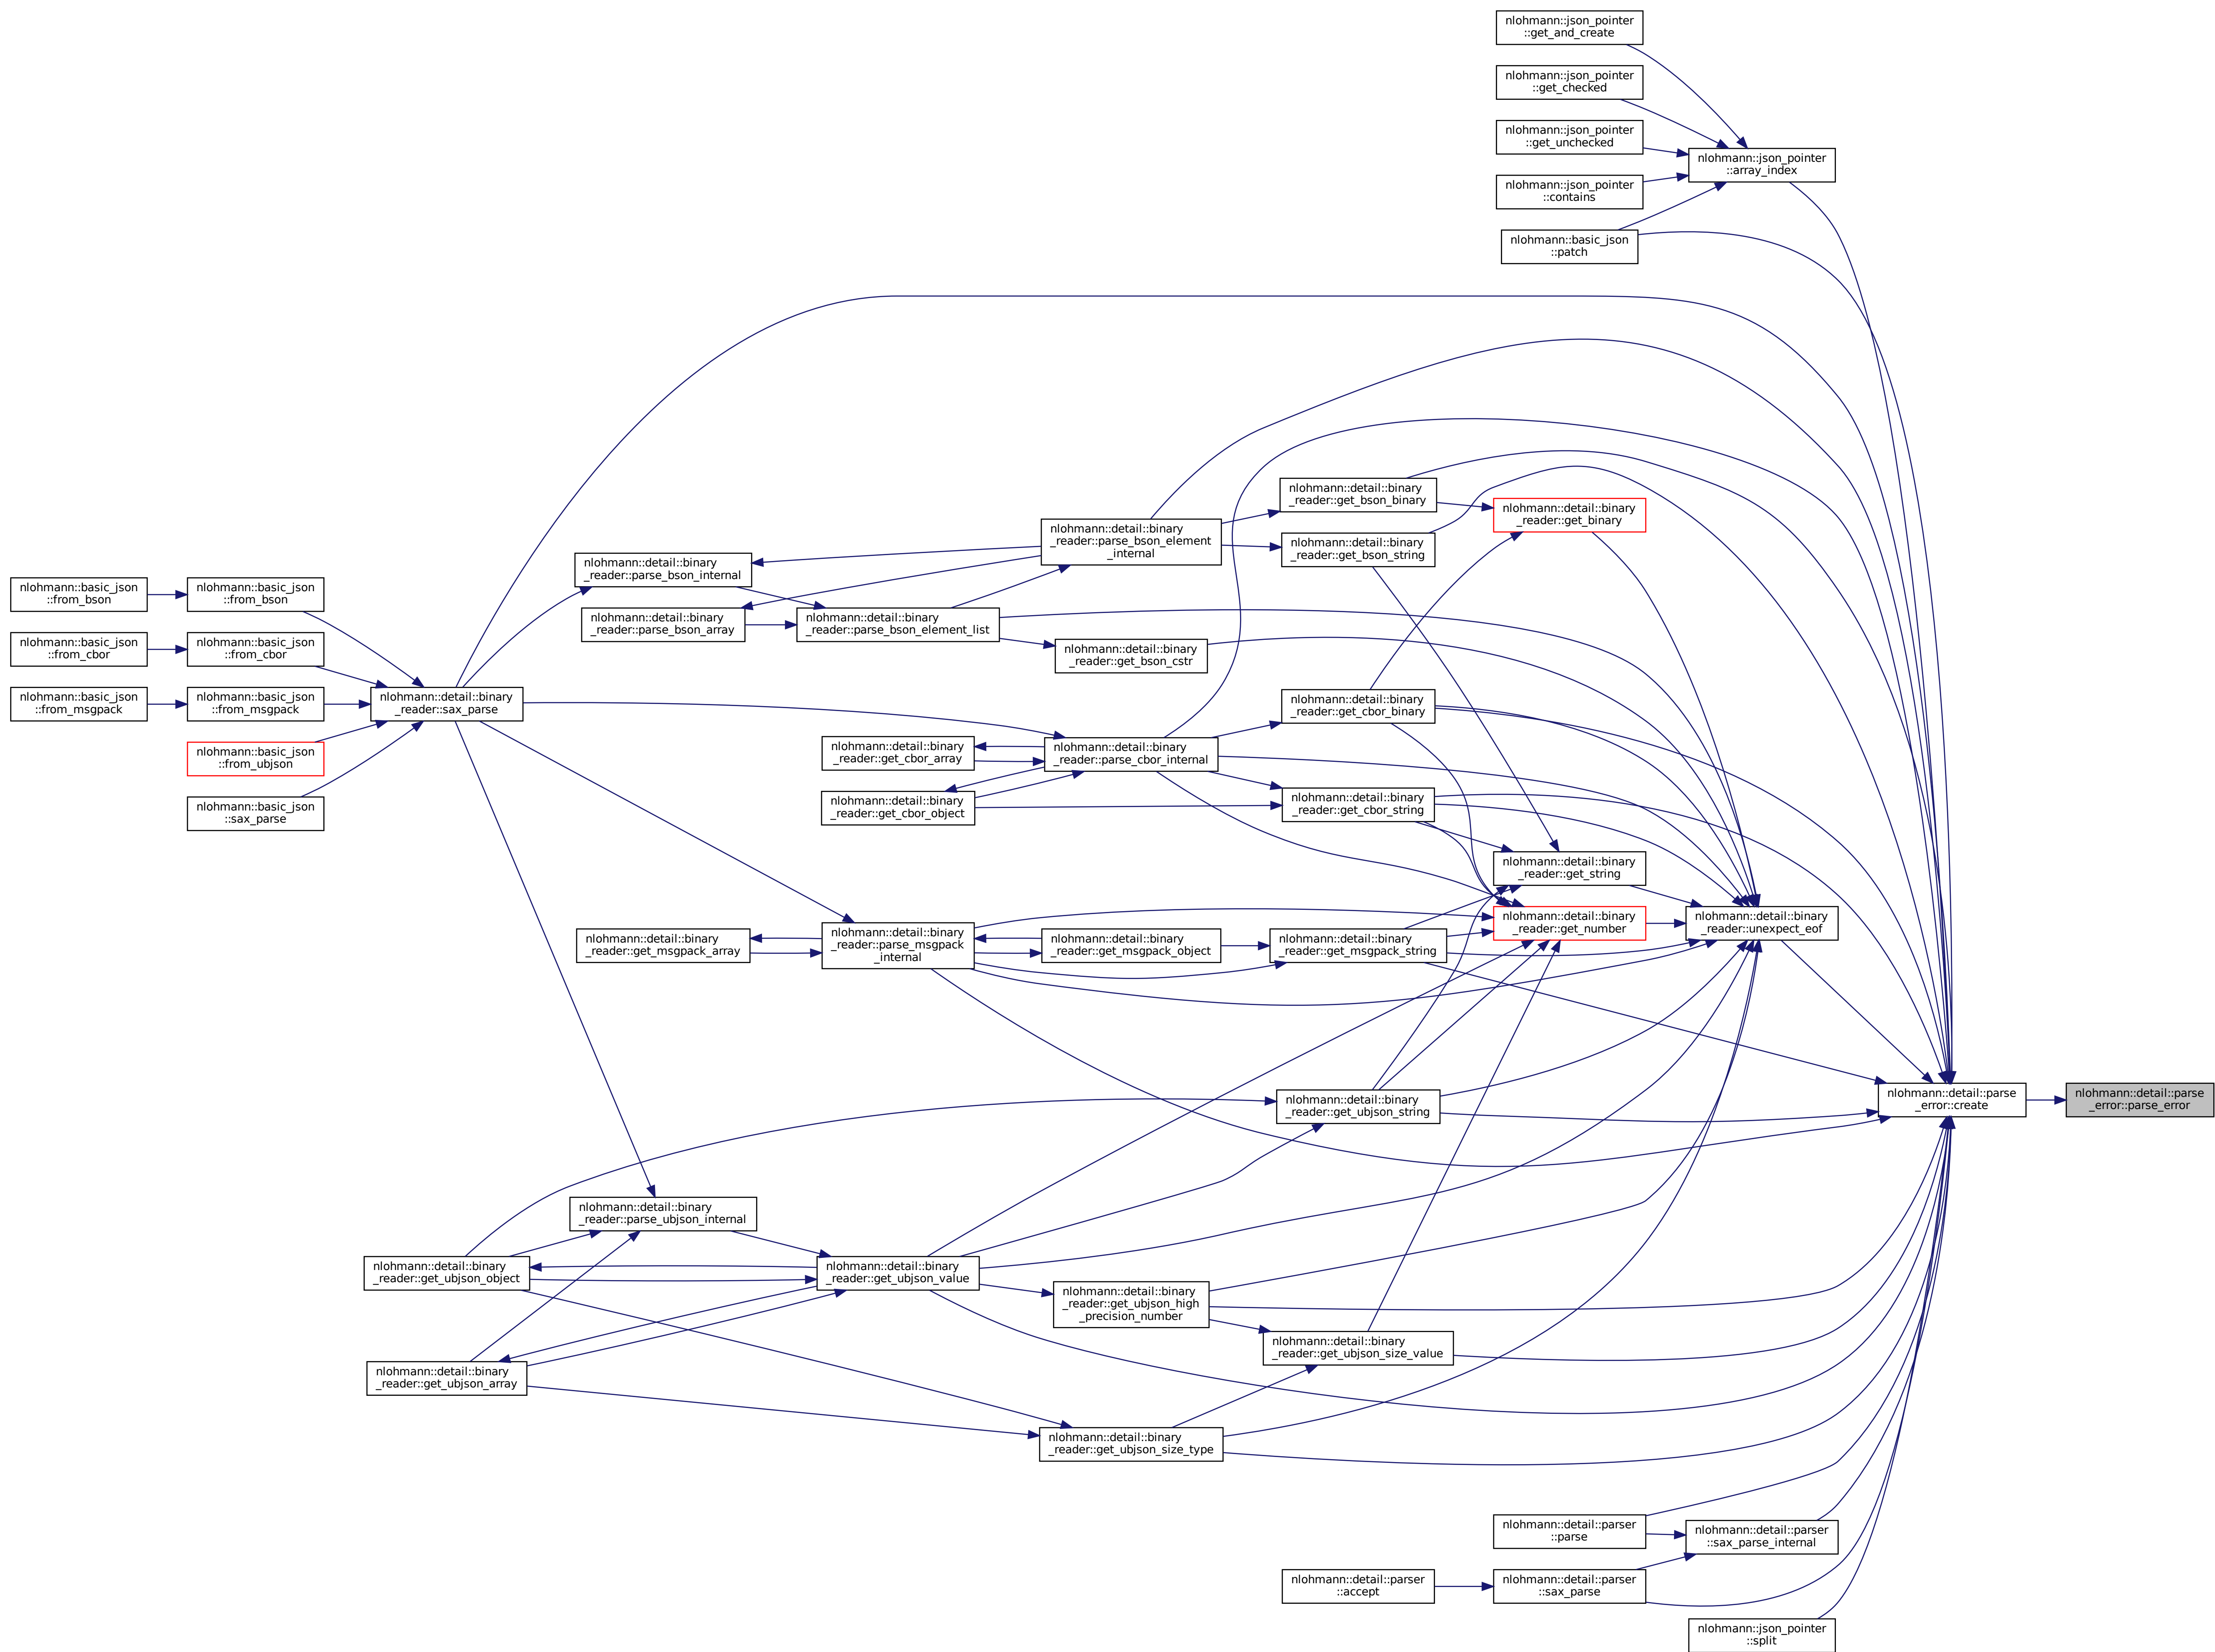 nlohmann::json_pointer
::get_and_create
nlohmann::json_pointer
::get_checked
nlohmann::json_pointer
::get_unchecked
nlohmann::json_pointer
::array_index
nlohmann::json_pointer
::contains
nlohmann::basic_json
::patch
nlohmann::detail::binary
_reader::get_bson_binary
nlohmann::detail::binary
_reader::get_binary
nlohmann::detail::binary
_reader::parse_bson_element
_internal
nlohmann::detail::binary
_reader::get_bson_string
nlohmann::detail::binary
_reader::parse_bson_internal
nlohmann::basic_json
::from_bson
nlohmann::basic_json
::from_bson
nlohmann::detail::binary
_reader::parse_bson_array
nlohmann::detail::binary
_reader::parse_bson_element_list
nlohmann::detail::binary
_reader::get_bson_cstr
nlohmann::basic_json
::from_cbor
nlohmann::basic_json
::from_cbor
nlohmann::basic_json
::from_msgpack
nlohmann::basic_json
::from_msgpack
nlohmann::detail::binary
_reader::sax_parse
nlohmann::detail::binary
_reader::get_cbor_binary
nlohmann::basic_json
::from_ubjson
nlohmann::detail::binary
_reader::get_cbor_array
nlohmann::detail::binary
_reader::parse_cbor_internal
nlohmann::basic_json
::sax_parse
nlohmann::detail::binary
_reader::get_cbor_object
nlohmann::detail::binary
_reader::get_cbor_string
nlohmann::detail::binary
_reader::get_string
nlohmann::detail::binary
_reader::get_number
nlohmann::detail::binary
_reader::unexpect_eof
nlohmann::detail::binary
_reader::get_msgpack_array
nlohmann::detail::binary
_reader::parse_msgpack
_internal
nlohmann::detail::binary
_reader::get_msgpack_object
nlohmann::detail::binary
_reader::get_msgpack_string
nlohmann::detail::binary
_reader::get_ubjson_string
nlohmann::detail::parse
_error::create
nlohmann::detail::parse
_error::parse_error
nlohmann::detail::binary
_reader::parse_ubjson_internal
nlohmann::detail::binary
_reader::get_ubjson_object
nlohmann::detail::binary
_reader::get_ubjson_value
nlohmann::detail::binary
_reader::get_ubjson_high
_precision_number
nlohmann::detail::binary
_reader::get_ubjson_size_value
nlohmann::detail::binary
_reader::get_ubjson_array
nlohmann::detail::binary
_reader::get_ubjson_size_type
nlohmann::detail::parser
::parse
nlohmann::detail::parser
::sax_parse_internal
nlohmann::detail::parser
::accept
nlohmann::detail::parser
::sax_parse
nlohmann::json_pointer
::split